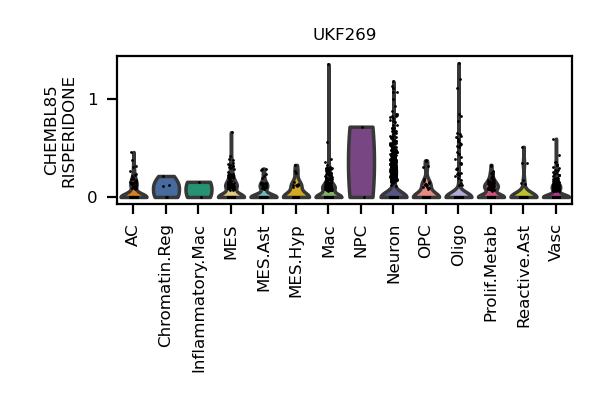 UKF269
CHEMBL85
RISPERIDONE
1
0
AC
Chromatin.Reg
Inflammatory.Mac
MES
MES.Ast
MES.Hyp
Mac
NPC
Neuron
OPC
Oligo
Prolif.Metab
Reactive.Ast
Vasc